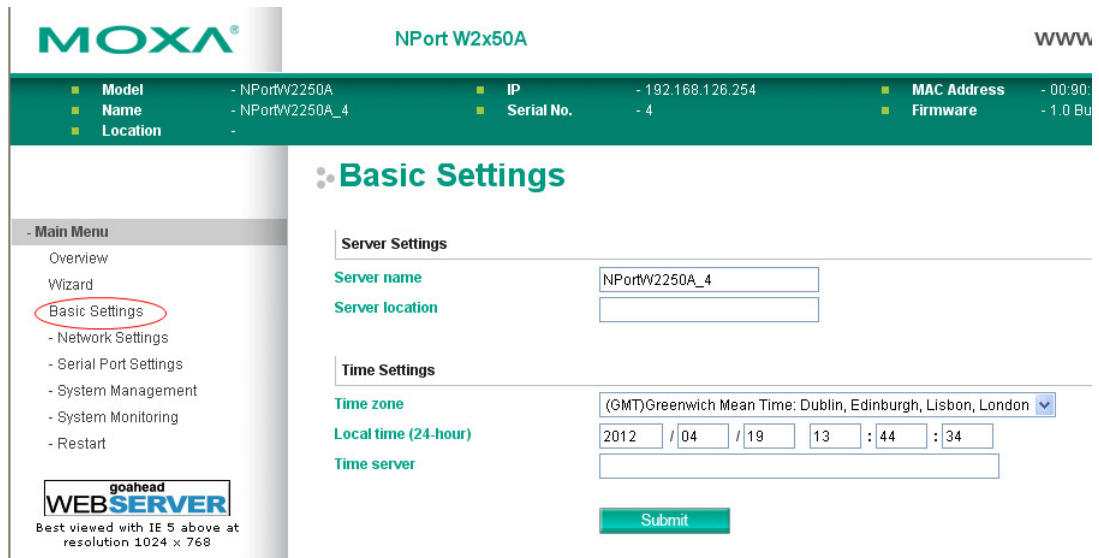 MOXA®
NPort W2x50A
www
Model - NPortW2250A IP - 192.168.126.254 MAC Address - 00:90:
Name - NPortW2250A_4 Serial No. - 4 Firmware - 1.0 Bu
Location -
Basic Settings
- Main Menu
Overview
Wizard
Basic Settings
- Network Settings
- Serial Port Settings
- System Management
- System Monitoring
- Restart
goahead
WEBSERVER
Best viewed with IE 5 above at
resolution 1024 x 768
Server Settings
Server name NPortW2250A_4
Server location
Time Settings
Time zone (GMT)Greenwich Mean Time: Dublin, Edinburgh, Lisbon, London
Local time (24-hour) 2012 / 04 / 19 13 : 44 : 34
Time server
Submit